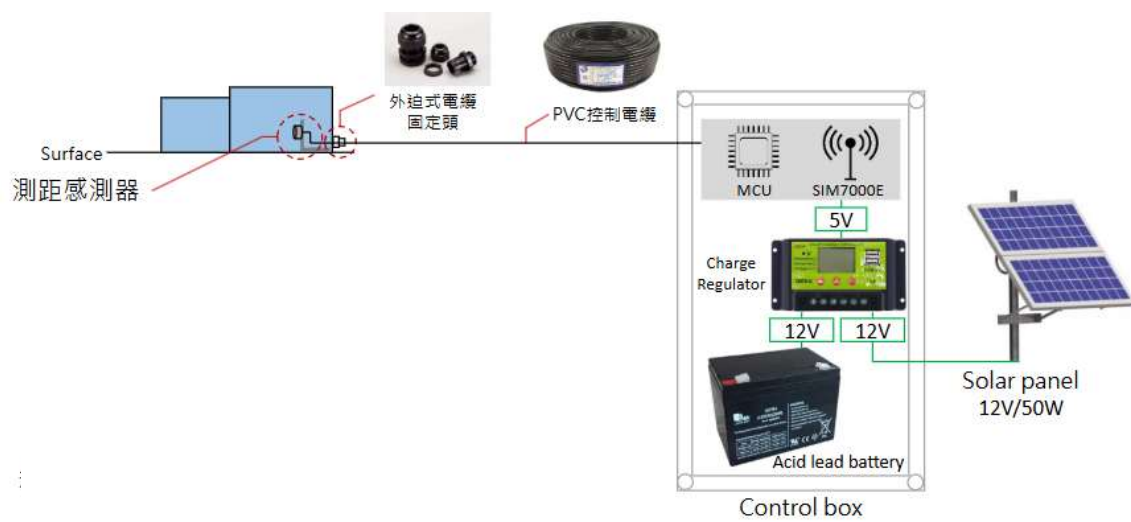 外迫式電纜
固定頭
PVC控制電纜
Surface
測距感測器
MCU
SIM7000E
5V
Charge
Regulator
12V
12V
Solar panel
12V/50W
Acid lead battery
Control box